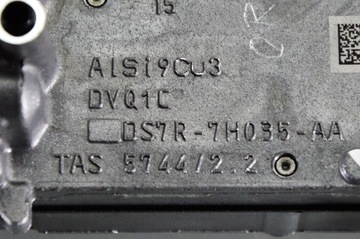 15
AlSi9Cu3
DVQ1C
DS7R-7H035-AA
TAS 5744/2.2